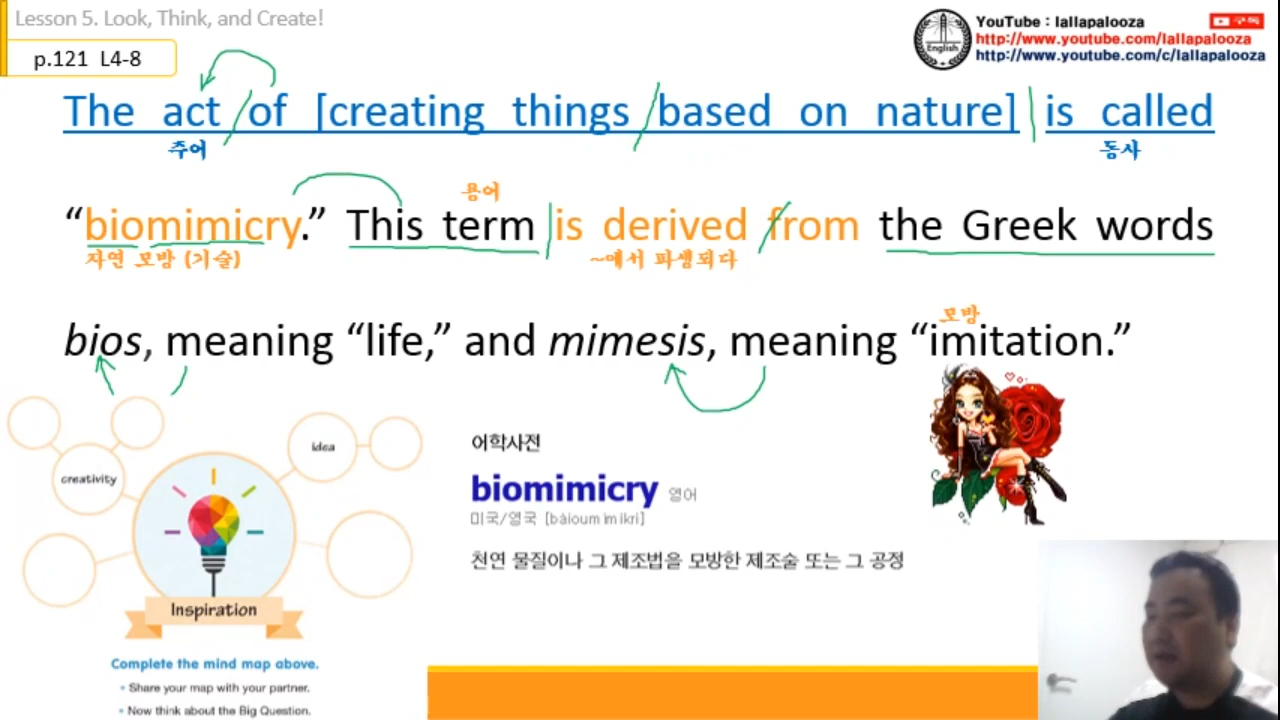 Lesson 5. Look, Think, and Create!
YouTube : lallapalooza
구독
http://www.youtube.com/lallapalooza
http://www.youtube.com/c/lallapalooza
English
p.121 L4-8
The act of [creating things based on nature] is called
주어
동사
용어
“biomimicry.” This term is derived from the Greek words
자연 모방 (기술)
~에서 파생되다
모방
bios, meaning “life,” and mimesis, meaning “imitation.”
idea
creativity
Inspiration
Complete the mind map above.
• Share your map with your partner.
• Now think about the Big Question.
어학사전
biomimicry 영어
미국/영국 [bàioumímikri]
천연 물질이나 그 제조법을 모방한 제조술 또는 그 공정